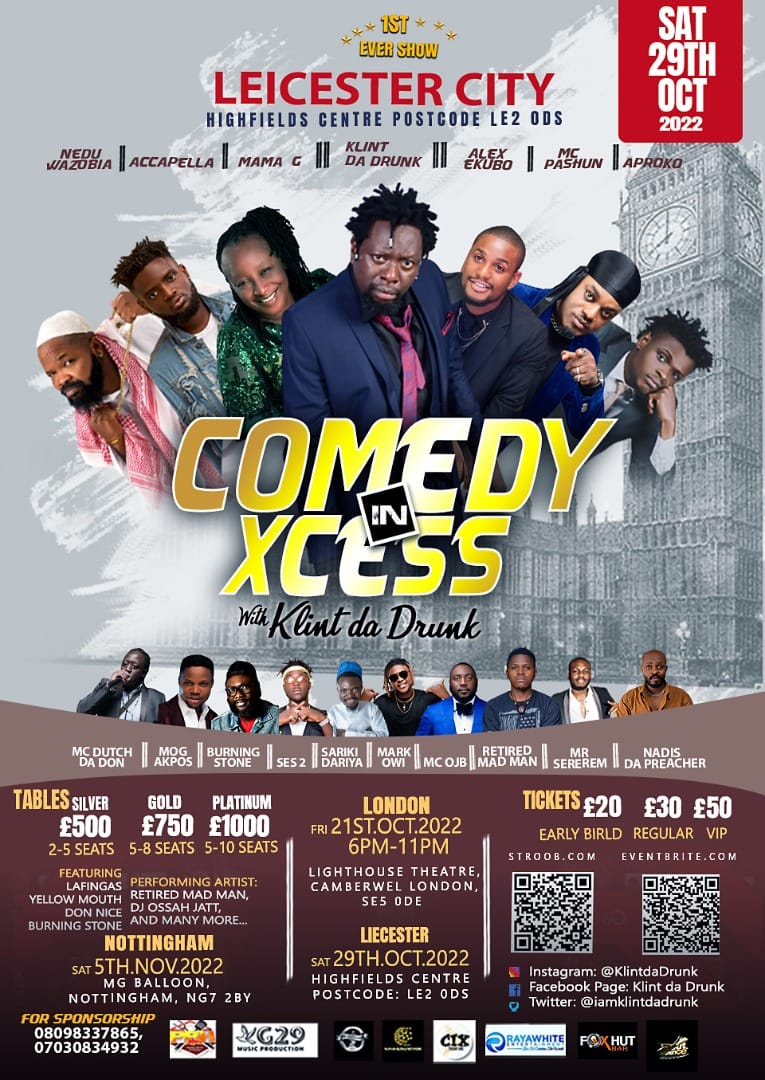 1ST
EVER SHOW
LEICESTER CITY
HIGHFIELDS CENTRE POSTCODE LE2 0DS
SAT
29TH
OCT
2022
NEDU
WAZOBIA
ACCAPELLA
MAMA G
KLINT
DA DRUNK
ALEX
EKUBO
MC
PASHUN
APROKO
COMEDY
IN
XCESS
With Klint da Drunk
MC DUTCH
DA DON
MOG
AKPOS
BURNING
STONE
SES 2
SARIKI
DARIYA
MARK
OWI
MC OJB
RETIRED
MAD MAN
MR
SEREREM
NADIS
DA PREACHER
TABLES
SILVER
£500
2-5 SEATS
GOLD
£750
5-8 SEATS
PLATINUM
£1000
5-10 SEATS
FEATURING
LAFINGAS
YELLOW MOUTH
DON NICE
BURNING STONE
PERFORMING ARTIST:
RETIRED MAD MAN,
DJ OSSAH JATT,
AND MANY MORE...
NOTTINGHAM
SAT 5TH.NOV.2022
MG BALLOON,
NOTTINGHAM, NG7 2BY
LONDON
FRI 21ST.OCT.2022
6PM-11PM
LIGHTHOUSE THEATRE,
CAMBERWEL LONDON,
SE5 0DE
LIECESTER
SAT 29TH.OCT.2022
HIGHFIELDS CENTRE
POSTCODE: LE2 0DS
TICKETS
£20
EARLY BIRLD
£30
REGULAR
£50
VIP
STROOB.COM
EVENTBRITE.COM
Instagram: @KlintdaDrunk
Facebook Page: Klint da Drunk
Twitter: @iamklintdadrunk
FOR SPONSORSHIP
08098337865,
07030834932
XG29
MUSIC PRODUCTION
CIX
RAYAWHITE
ENTERTAINMENT
FOX HUT
BAR